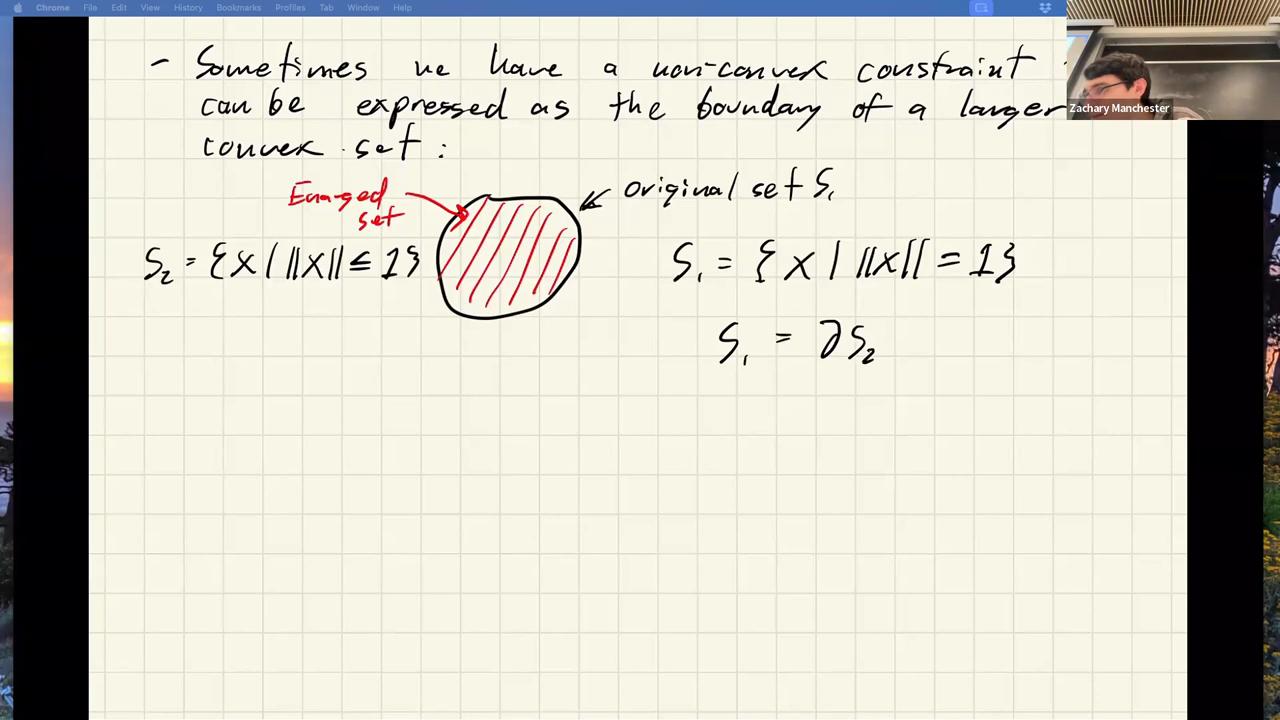 Chrome File Edit View History Bookmarks Profiles Tab Window Help
- Sometimes we have a non-convex constraint
can be expressed as the boundary of a larger
convex set :
Zachary Manchester
Original set S₁
set
S₂ = {x | ||x|| ≤ 1}
S₁ = {x | ||x|| = 1}
S₁ = ∂S₂